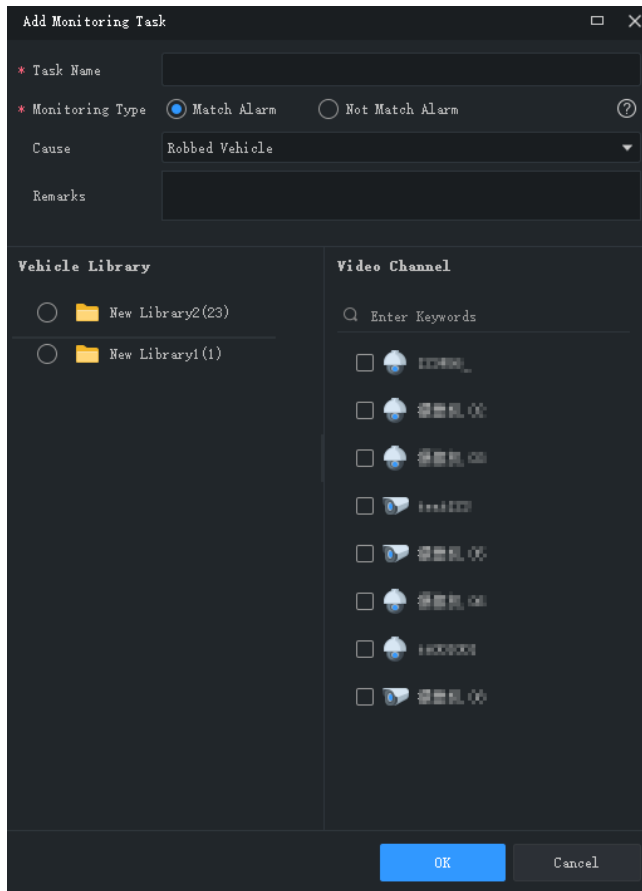 Add Monitoring Task
* Task Name
* Monitoring Type Match Alarm Not Match Alarm ?
Cause Robbed Vehicle
Remarks
Vehicle Library
New Library2(23)
New Library1(1)
Video Channel
Enter Keywords
OK Cancel